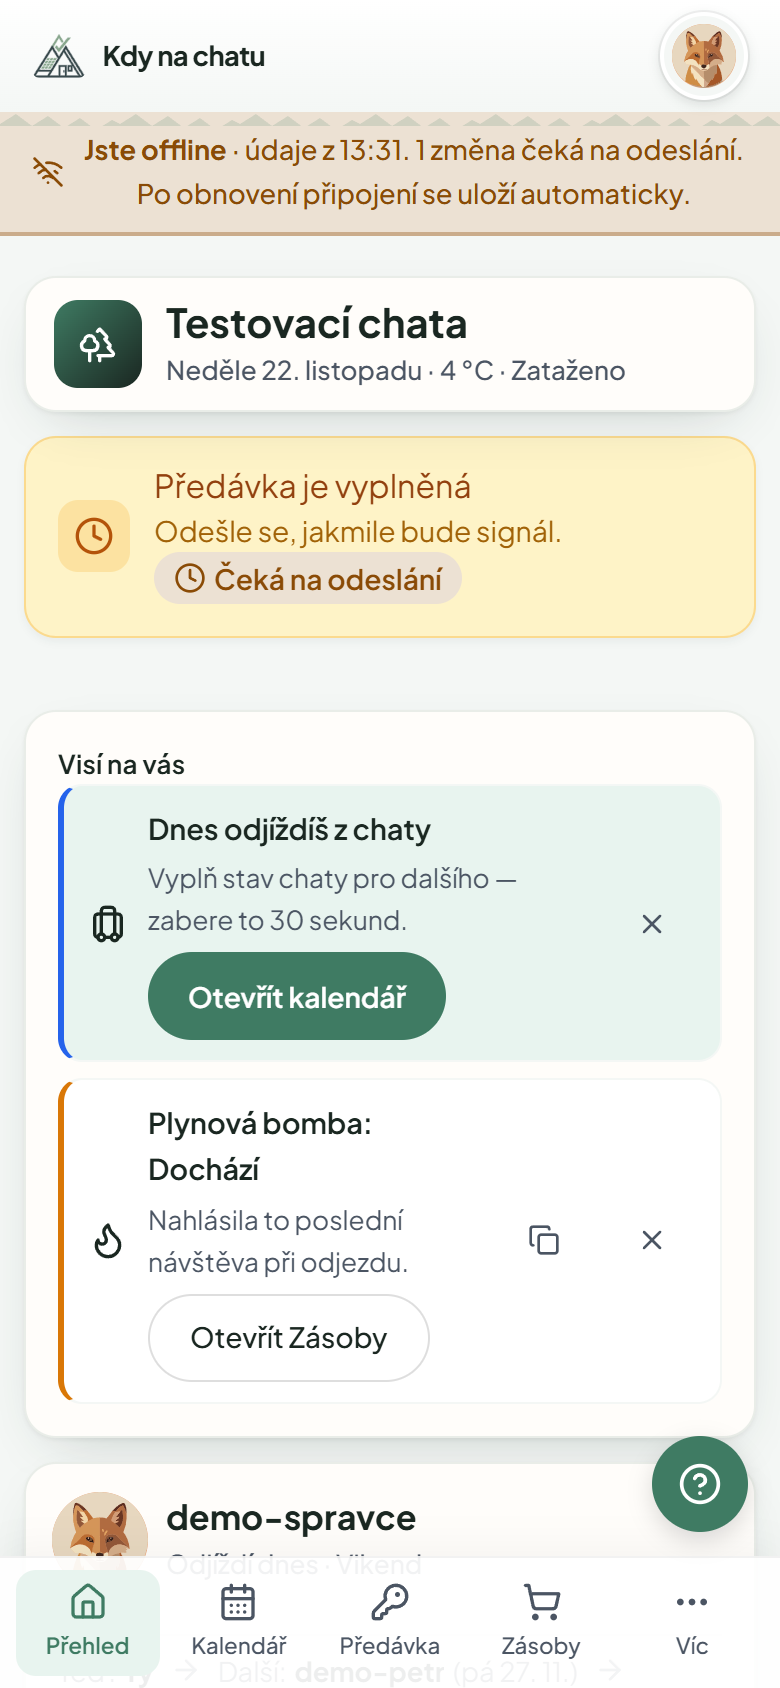 Kdy na chatu
Jste offline · údaje z 13:31. 1 změna čeká na odeslání.
Po obnovení připojení se uloží automaticky.
Testovací chata
Neděle 22. listopadu · 4 °C · Zataženo
Předávka je vyplněná
Odešle se, jakmile bude signál.
Čeká na odeslání
Visí na vás
Dnes odjíždíš z chaty
Vyplň stav chaty pro dalšího —
zabere to 30 sekund.
Otevřít kalendář
Plynová bomba:
Dochází
Nahlásila to poslední
návštěva při odjezdu.
Otevřít Zásoby
demo-spravce
Odjíždí dnes · Víkend
Přehled
Kalendář
Předávka
Zásoby
Víc
Další: demo-petr (pá 27. 11.)